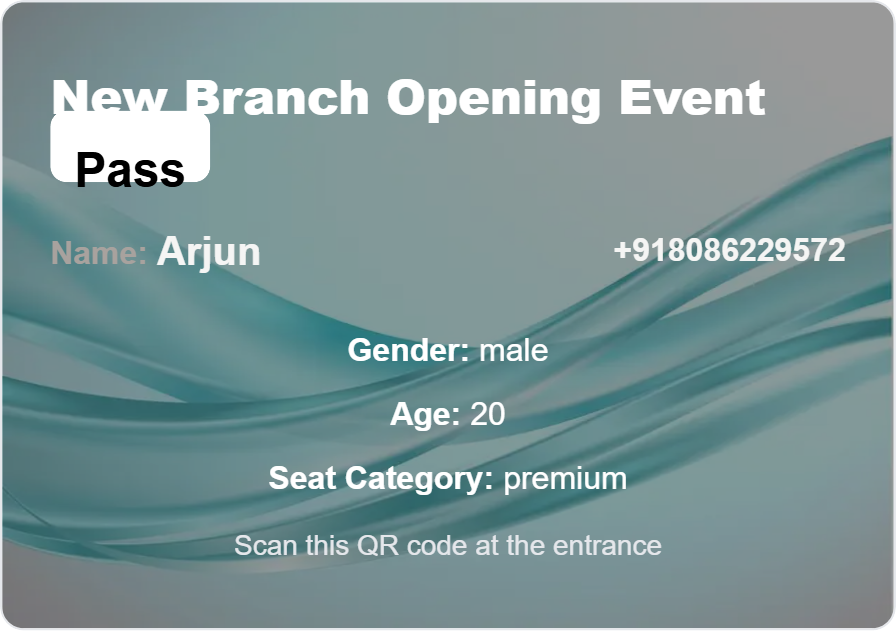 New Branch Opening Event
Pass
Name: Arjun +918086229572
Gender: male
Age: 20
Seat Category: premium
Scan this QR code at the entrance